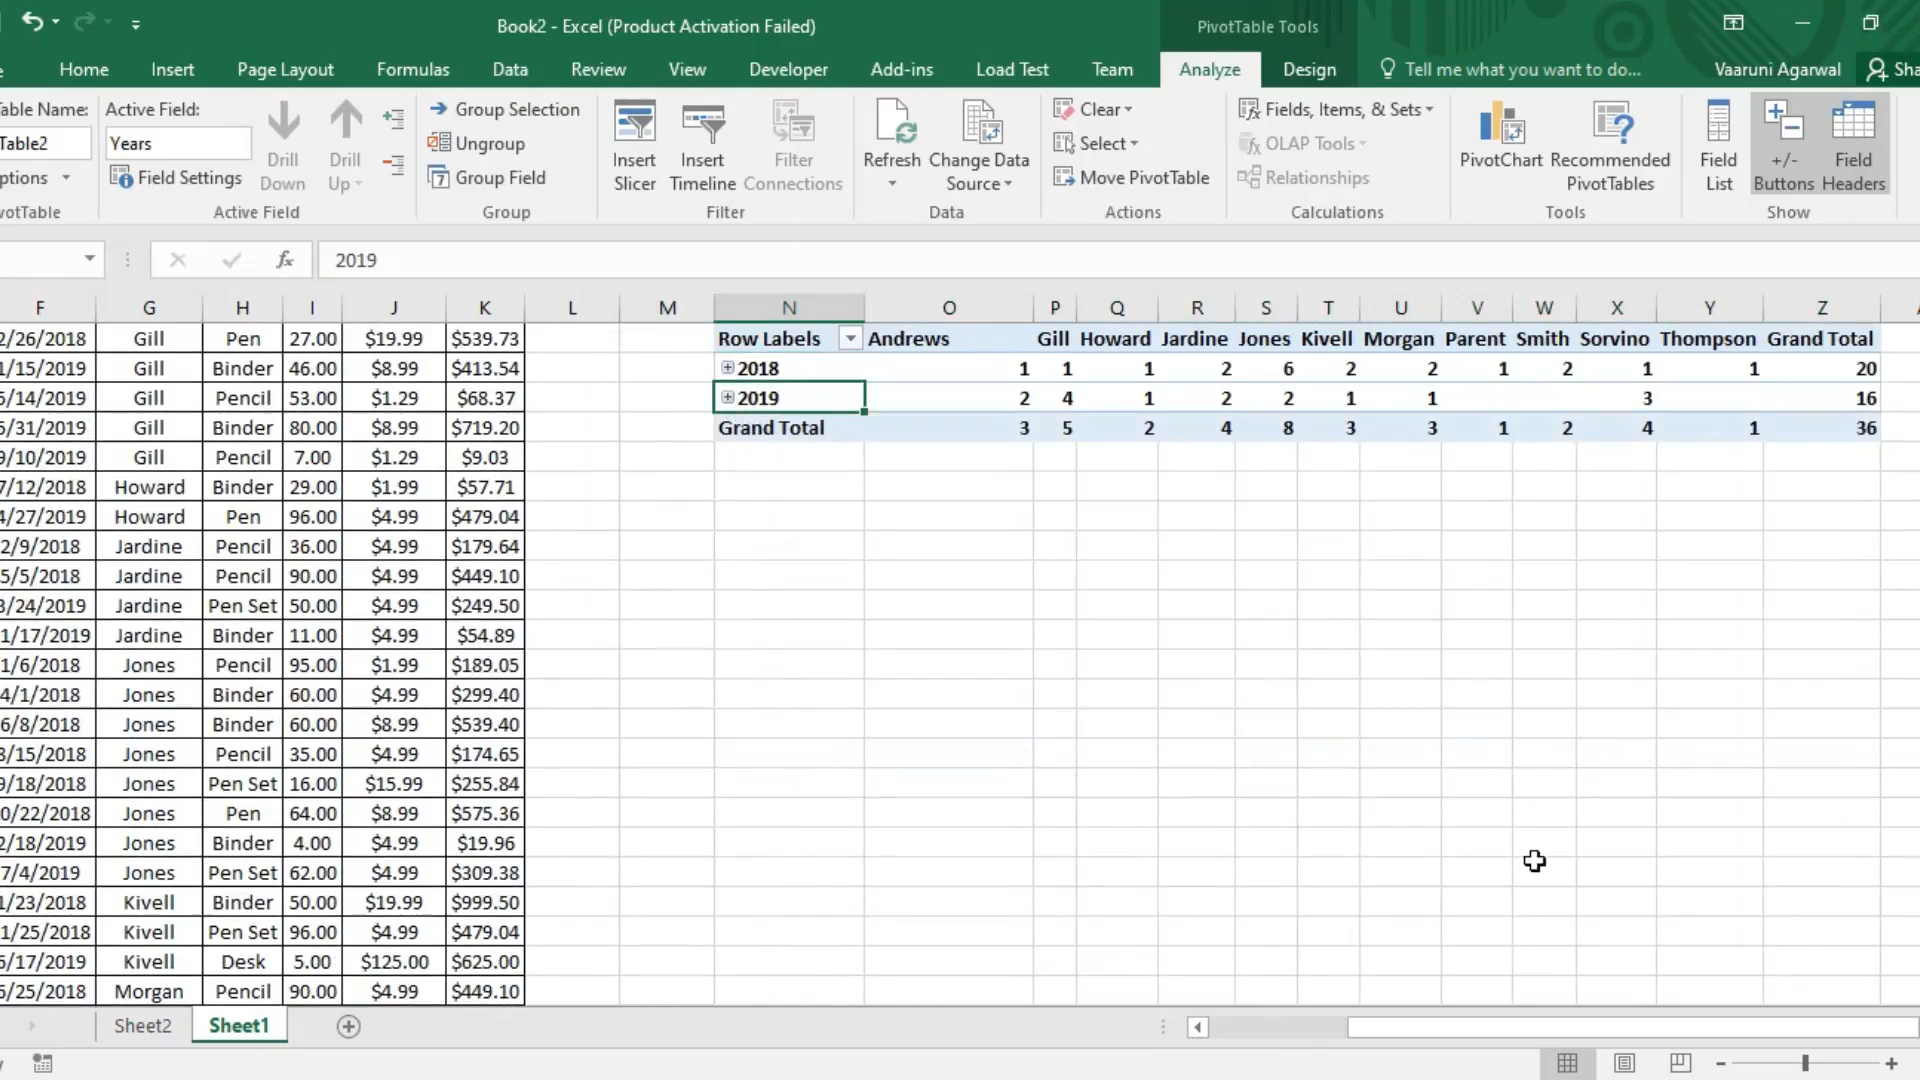 Book2 - Excel (Product Activation Failed)
PivotTable Tools
Home Insert Page Layout Formulas Data Review View Developer Add-ins Load Test Team Analyze Design Tell me what you want to do... Vaaruni Agarwal Sha
able Name: Active Field: Group Selection Clear Fields, Items, & Sets
Table2 Years Ungroup Select OLAP Tools
ptions Field Settings Drill Down Drill Up Group Field Insert Slicer Insert Timeline Filter Connections Refresh Change Data Source Move PivotTable Relationships PivotChart Recommended PivotTables Field List +/- Buttons Field Headers
votTable Active Field Group Filter Data Actions Calculations Tools Show
fx 2019
F G H I J K L M N O P Q R S T U V W X Y Z
2/26/2018 Gill Pen 27.00 $19.99 $539.73 Row Labels Andrews Gill Howard Jardine Jones Kivell Morgan Parent Smith Sorvino Thompson Grand Total
1/15/2019 Gill Binder 46.00 $8.99 $413.54 2018 1 1 1 2 6 2 2 1 2 1 1 20
5/14/2019 Gill Pencil 53.00 $1.29 $68.37 2019 2 4 1 2 2 1 1 3 16
5/31/2019 Gill Binder 80.00 $8.99 $719.20 Grand Total 3 5 2 4 8 3 3 1 2 4 1 36
9/10/2019 Gill Pencil 7.00 $1.29 $9.03
7/12/2018 Howard Binder 29.00 $1.99 $57.71
4/27/2019 Howard Pen 96.00 $4.99 $479.04
2/9/2018 Jardine Pencil 36.00 $4.99 $179.64
5/5/2018 Jardine Pencil 90.00 $4.99 $449.10
3/24/2019 Jardine Pen Set 50.00 $4.99 $249.50
1/17/2019 Jardine Binder 11.00 $4.99 $54.89
1/6/2018 Jones Pencil 95.00 $1.99 $189.05
4/1/2018 Jones Binder 60.00 $4.99 $299.40
6/8/2018 Jones Binder 60.00 $8.99 $539.40
8/15/2018 Jones Pencil 35.00 $4.99 $174.65
9/18/2018 Jones Pen Set 16.00 $15.99 $255.84
0/22/2018 Jones Pen 64.00 $8.99 $575.36
2/18/2019 Jones Binder 4.00 $4.99 $19.96
7/4/2019 Jones Pen Set 62.00 $4.99 $309.38
1/23/2018 Kivell Binder 50.00 $19.99 $999.50
1/25/2018 Kivell Pen Set 96.00 $4.99 $479.04
6/17/2019 Kivell Desk 5.00 $125.00 $625.00
6/25/2018 Morgan Pencil 90.00 $4.99 $449.10
Sheet2 Sheet1